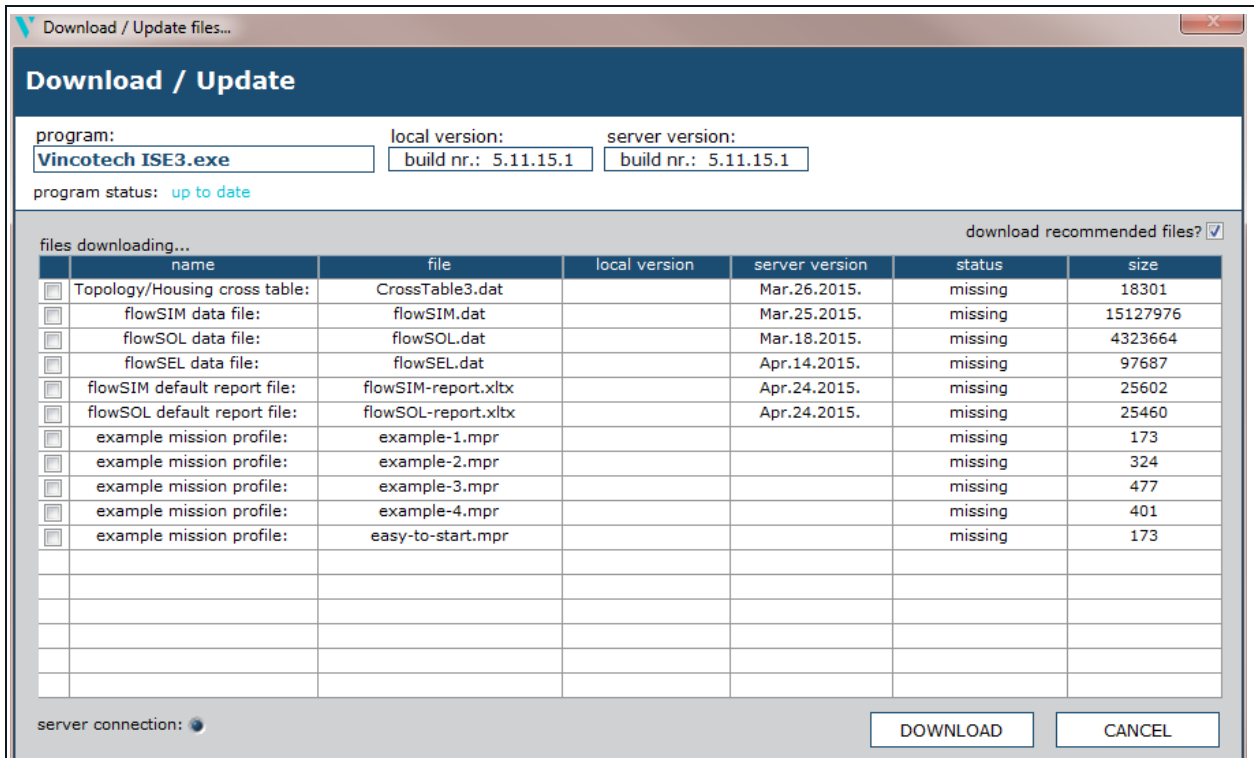 Download / Update files...
Download / Update
program: local version: server version:
Vincotech ISE3.exe build nr.: 5.11.15.1 build nr.: 5.11.15.1
program status: up to date
download recommended files?
files downloading...
name file local version server version status size
Topology/Housing cross table: CrossTable3.dat Mar.26.2015. missing 18301
flowSIM data file: flowSIM.dat Mar.25.2015. missing 15127976
flowSOL data file: flowSOL.dat Mar.18.2015. missing 4323664
flowSEL data file: flowSEL.dat Apr.14.2015. missing 97687
flowSIM default report file: flowSIM-report.xltx Apr.24.2015. missing 25602
flowSOL default report file: flowSOL-report.xltx Apr.24.2015. missing 25460
example mission profile: example-1.mpr missing 173
example mission profile: example-2.mpr missing 324
example mission profile: example-3.mpr missing 477
example mission profile: example-4.mpr missing 401
example mission profile: easy-to-start.mpr missing 173
server connection: DOWNLOAD CANCEL